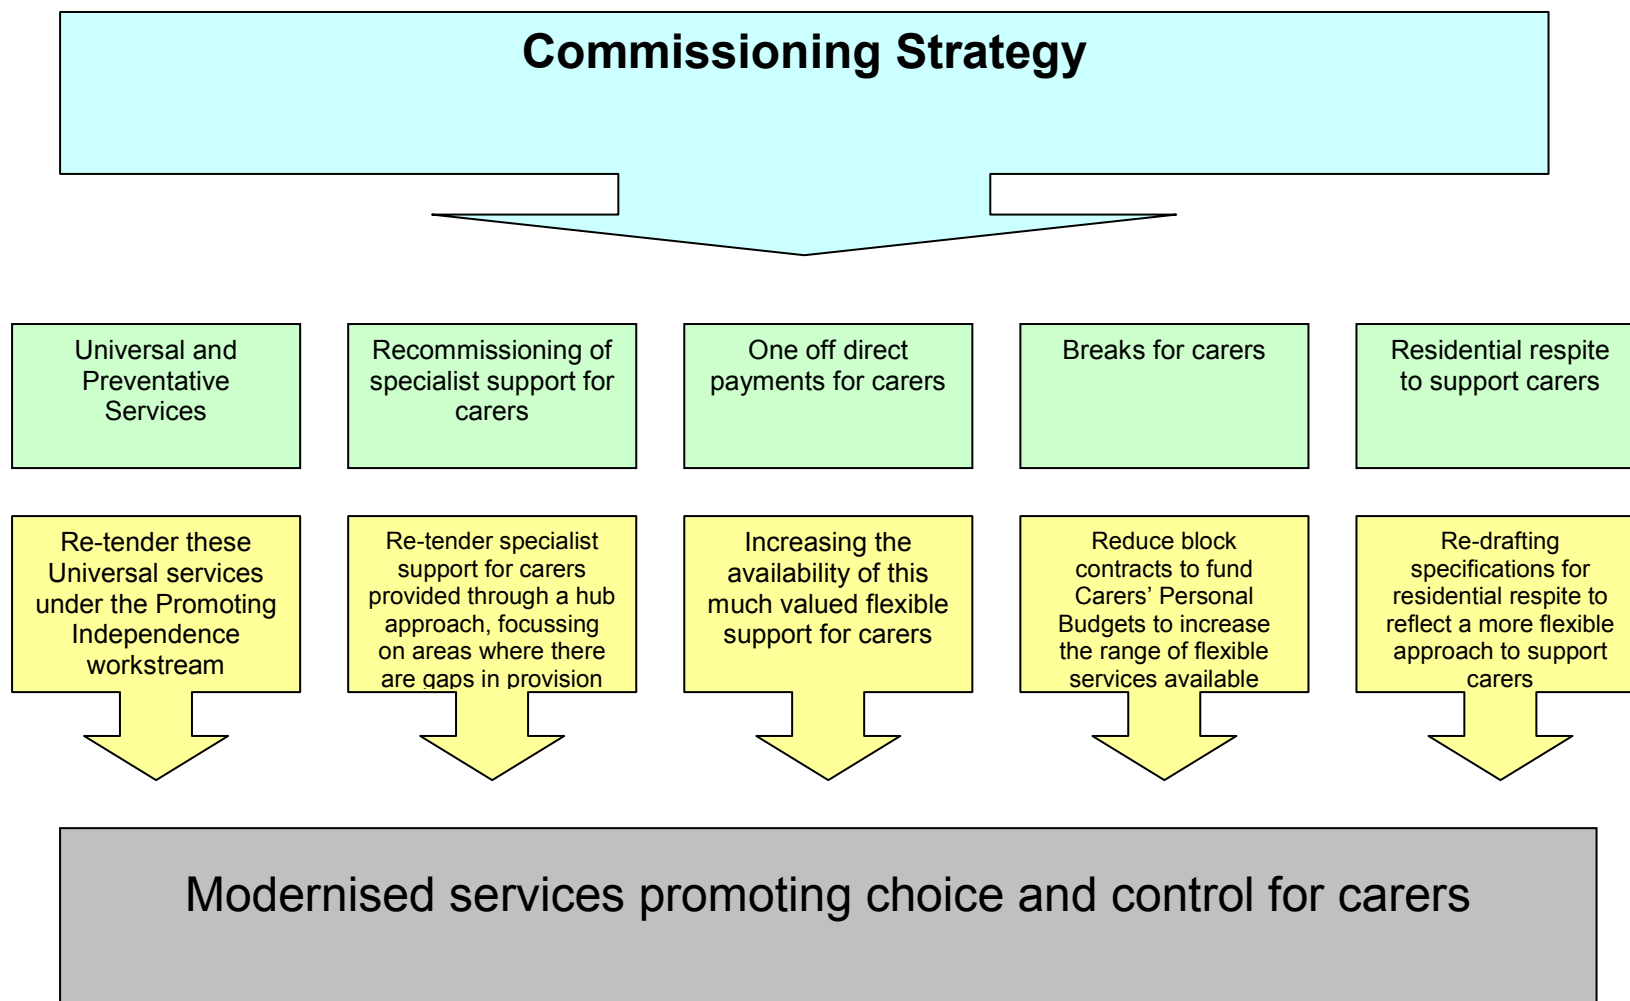 Commissioning Strategy
Universal and
Preventative
Services
Recommissioning of
specialist support for
carers
One off direct
payments for carers
Breaks for carers
Residential respite
to support carers
Re-tender these
Universal services
under the Promoting
Independence
workstream
Re-tender specialist
support for carers
provided through a hub
approach, focussing
on areas where there
are gaps in provision
Increasing the
availability of this
much valued flexible
support for carers
Reduce block
contracts to fund
Carers’ Personal
Budgets to increase
the range of flexible
services available
Re-drafting
specifications for
residential respite to
reflect a more flexible
approach to support
carers
Modernised services promoting choice and control for carers